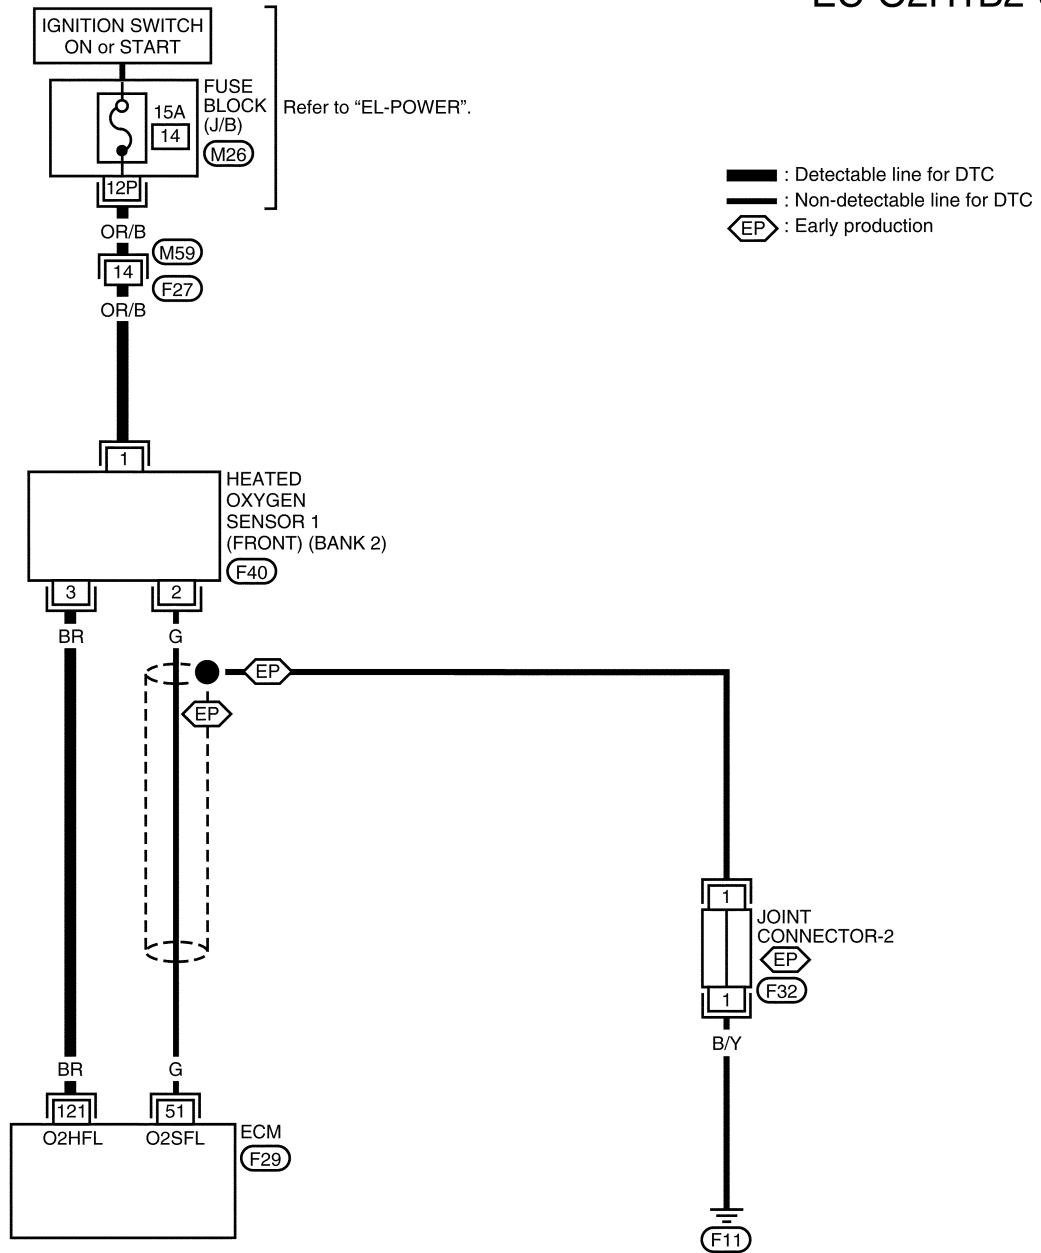 IGNITION SWITCH
ON or START
FUSE
BLOCK
(J/B)
M26
15A
14
Refer to “EL-POWER”.
12P
: Detectable line for DTC
: Non-detectable line for DTC
EP : Early production
OR/B
M59
14
F27
OR/B
1
HEATED
OXYGEN
SENSOR 1
(FRONT) (BANK 2)
F40
3
2
BR
G
EP
EP
1
JOINT
CONNECTOR-2
EP
F32
1
B/Y
BR
G
121
51
O2HFL
O2SFL
ECM
F29
F11